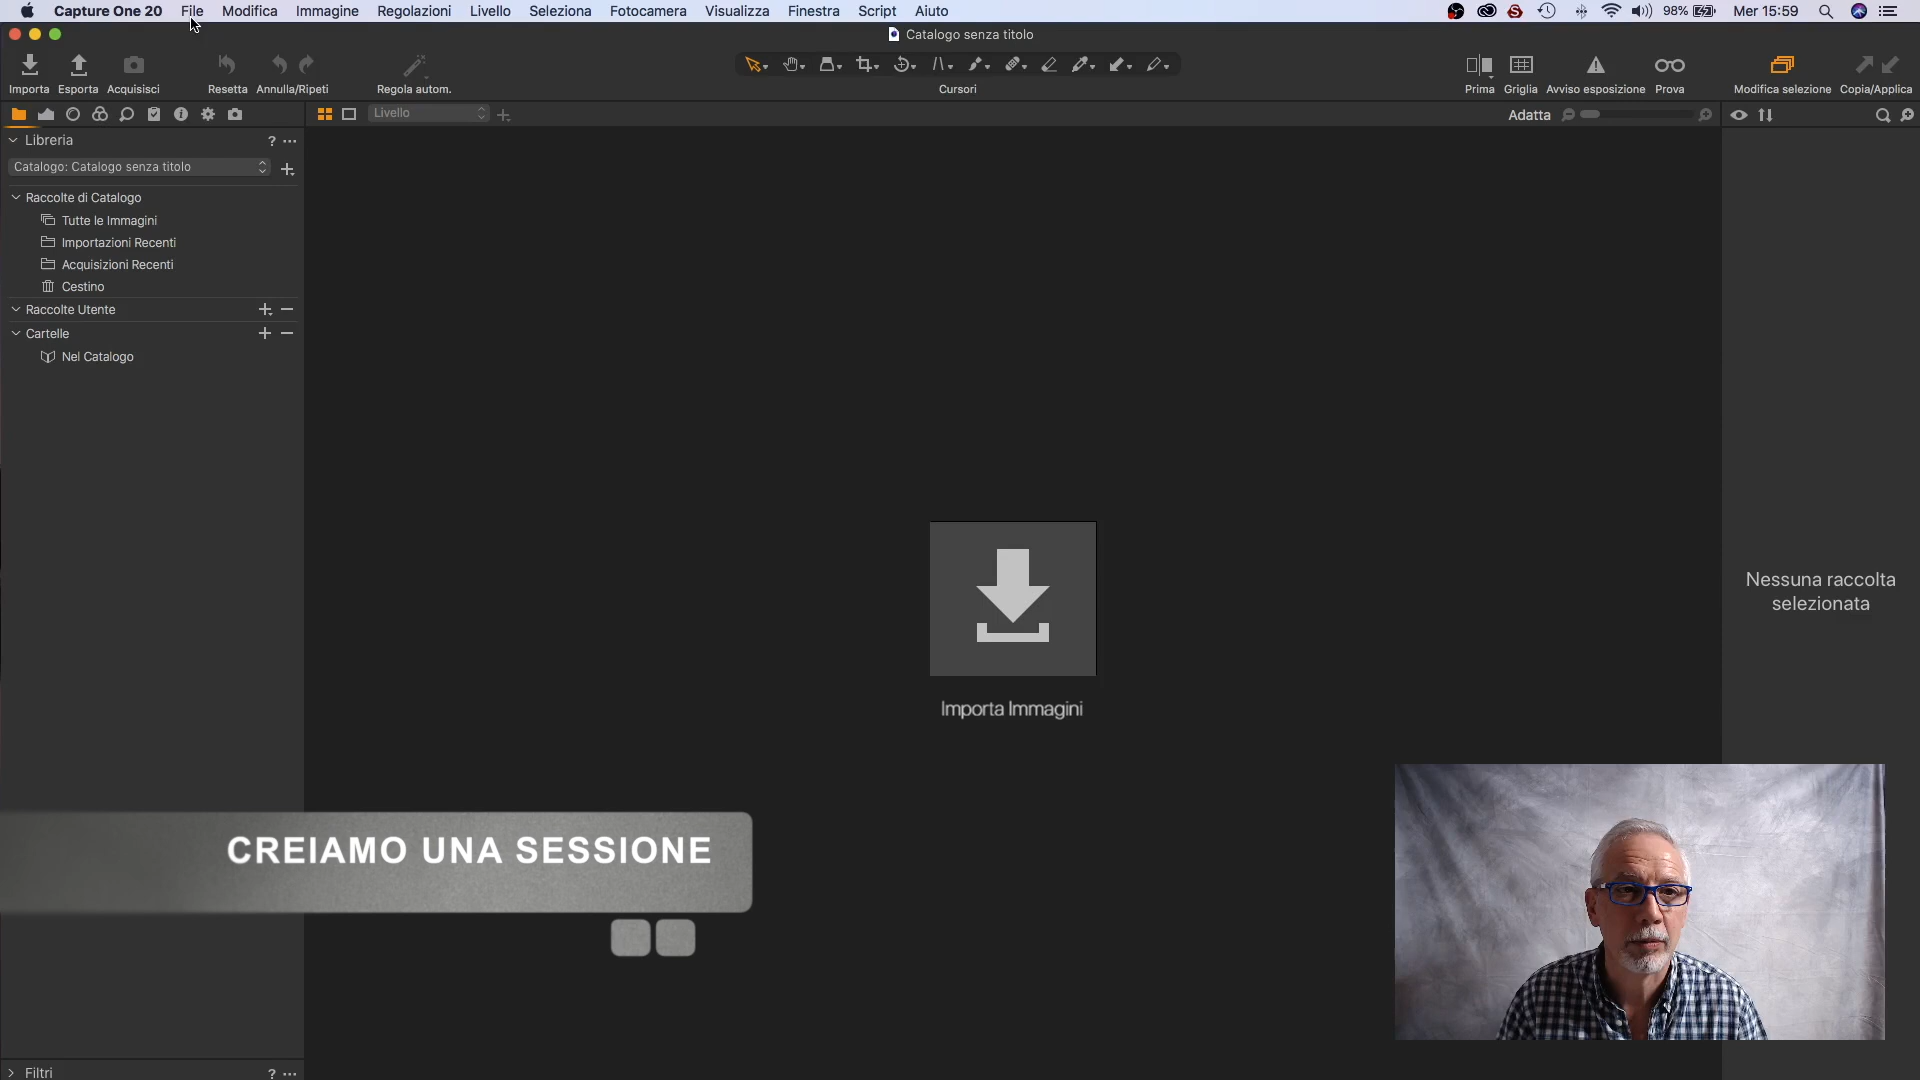 Capture One 20 File Modifica Immagine Regolazioni Livello Seleziona Fotocamera Visualizza Finestra Script Aiuto 98% Mer 15:59
Catalogo senza titolo
Importa Esporta Acquisisci Resetta Annulla/Ripeti Regola autom. Cursori Prima Griglia Avviso esposizione Prova Modifica selezione Copia/Applica
Livello Adatta
Libreria ? ...
Catalogo: Catalogo senza titolo
Raccolte di Catalogo
Tutte le Immagini
Importazioni Recenti
Acquisizioni Recenti
Cestino
Raccolte Utente
Cartelle
Nel Catalogo
Nessuna raccolta
selezionata
Importa Immagini
CREIAMO UNA SESSIONE
Filtri ? ...